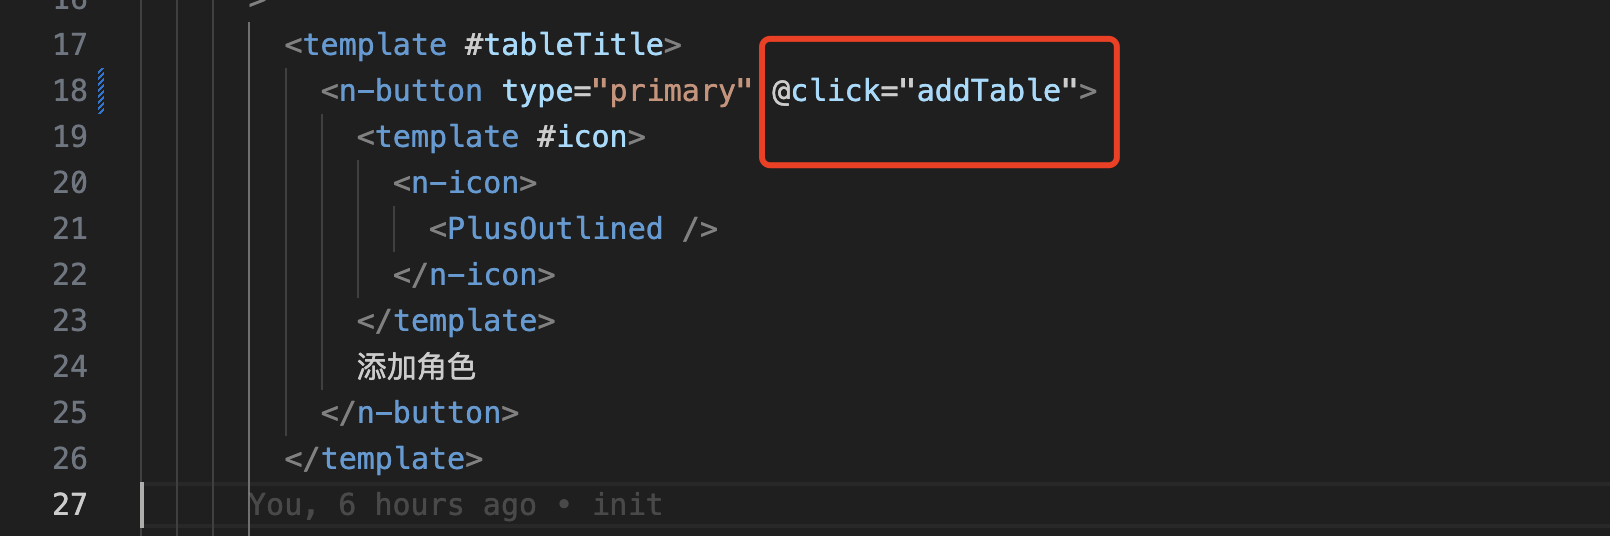 16 >
17 <template #tableTitle>
18 <n-button type="primary" @click="addTable">
19 <template #icon>
20 <n-icon>
21 <PlusOutlined />
22 </n-icon>
23 </template>
24 添加角色
25 </n-button>
26 </template>
27 You, 6 hours ago • init